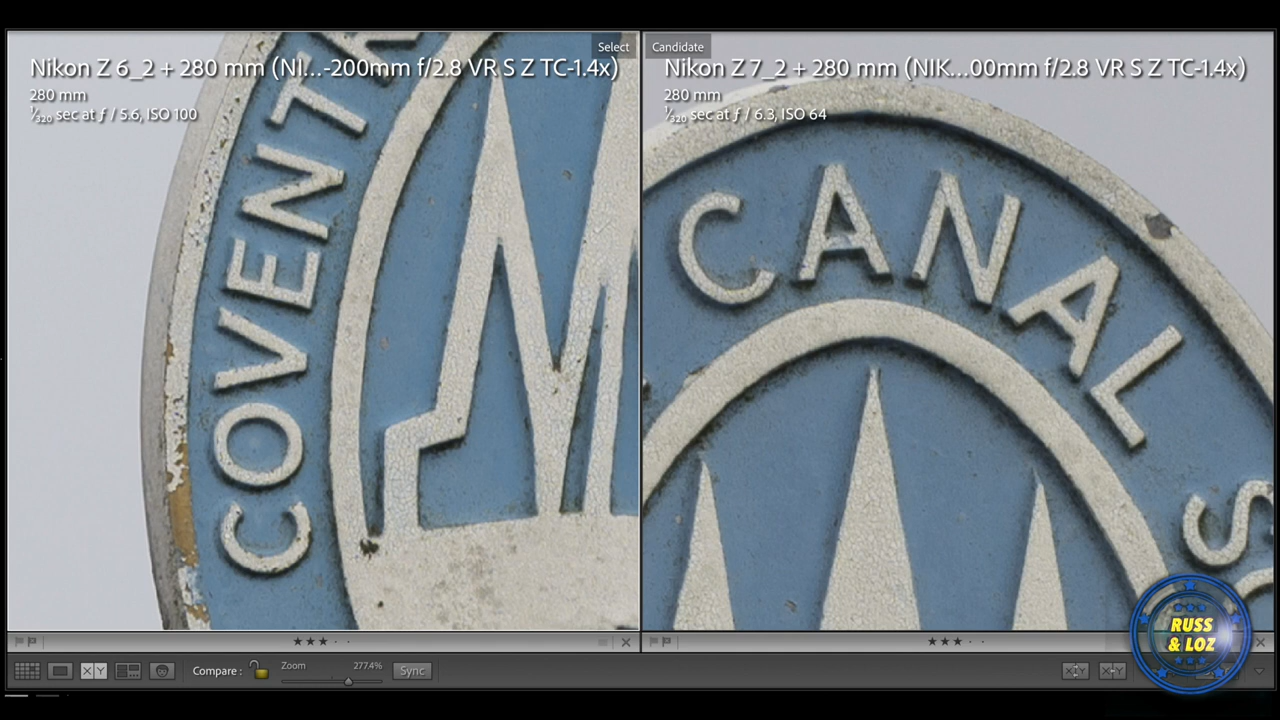 Select
Nikon Z 6_2 + 280 mm (NI...-200mm f/2.8 VR S Z TC-1.4x)
280 mm
1/320 sec at ƒ / 5.6, ISO 100
COVENTR
Candidate
Nikon Z 7_2 + 280 mm (NIK...00mm f/2.8 VR S Z TC-1.4x)
280 mm
1/320 sec at ƒ / 6.3, ISO 64
CANAL
S
Compare :
Zoom
277.4%
Sync
X Y
RUSS
& LOZ